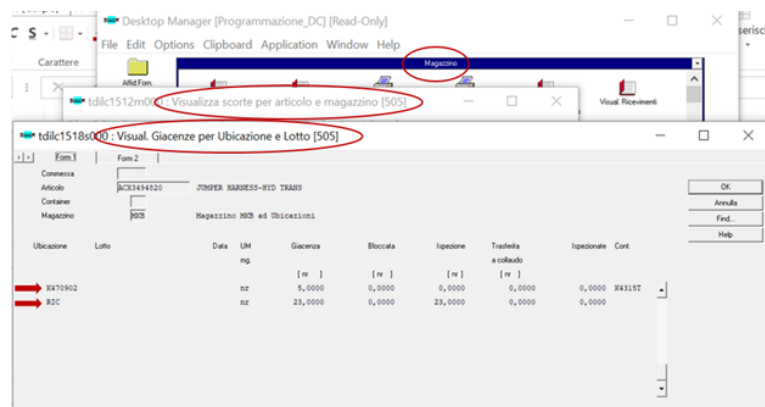 Desktop Manager [Programmazione_DC] [Read-Only]
C S
File Edit Options Clipboard Application Window Help
Carattere
Magazzino
Affid.Forn.
Visual. Ricevimenti
tdilc1512m000 : Visualizza scorte per articolo e magazzino [505]
tdilc1518s000 : Visual. Giacenze per Ubicazione e Lotto [505]
Form 1 Form 2
Commessa
Articolo ACX3494820 JUMPER HARNESS-HYD TRANS
Container
Magazzino MKB Magazzino MKB ad Ubicazioni
OK
Annulla
Find...
Help
Ubicazione Lotto Data UM Giacenza Bloccata Ispezione Trasferita Ispezionate Cont.
mg. a collaudo
[ nr ] [ nr ] [ nr ] [ nr ]
K470902 nr 5,0000 0,0000 0,0000 0,0000 0,0000 K4315T
RIC nr 23,0000 0,0000 23,0000 0,0000 0,0000